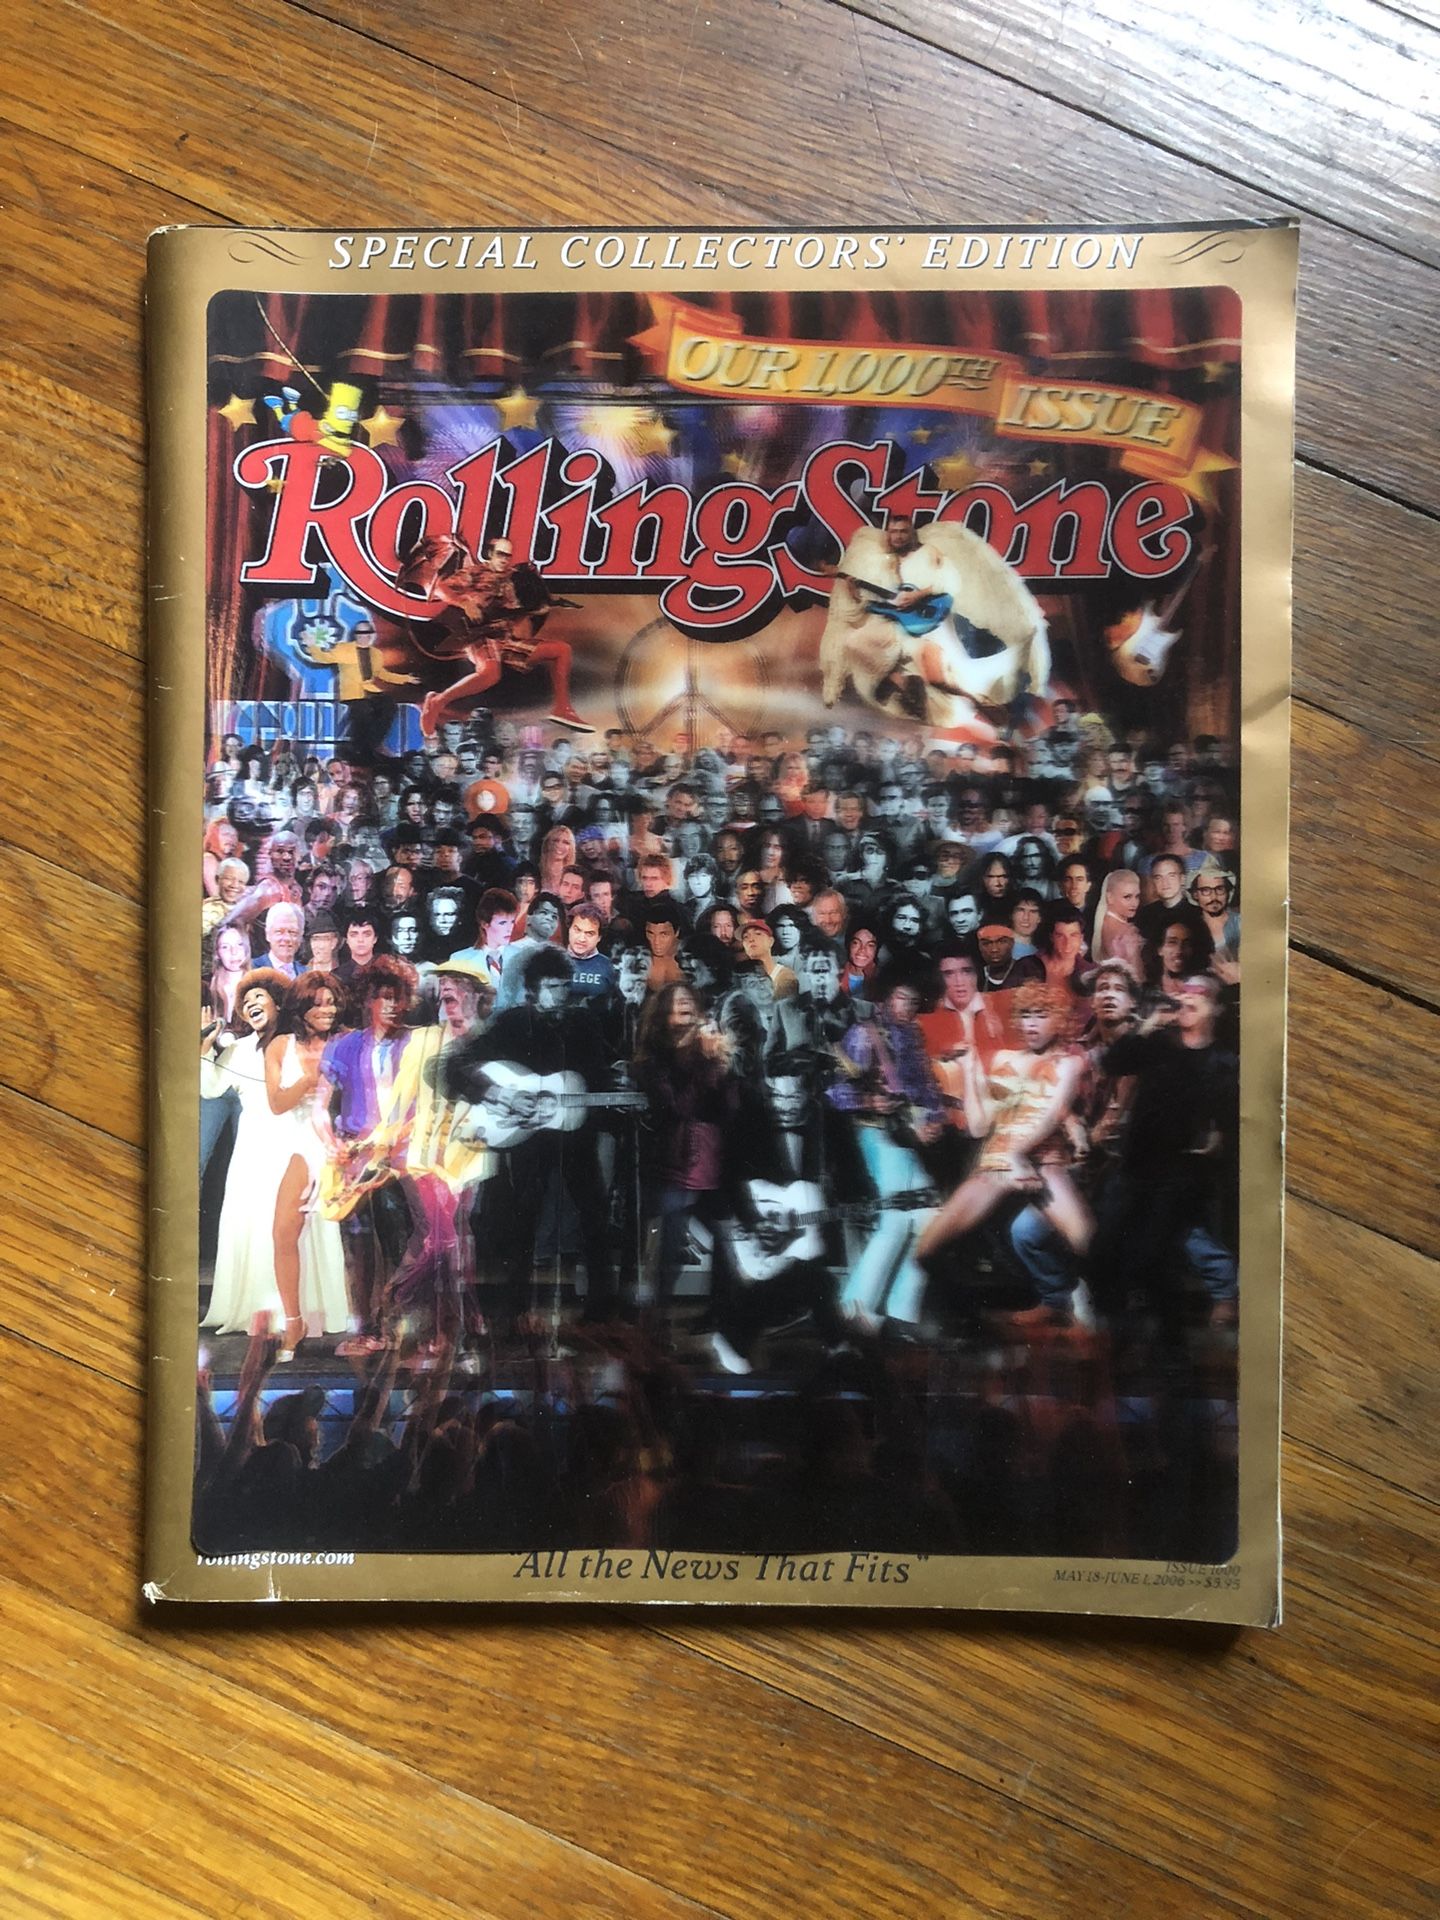 SPECIAL COLLECTORS' EDITION
OUR 1,000TH
ISSUE
RollingStone
LEGE
rollingstone.com
"All the News That Fits"
ISSUE 1000
MAY 18-JUNE 1, 2006 >> $5.95